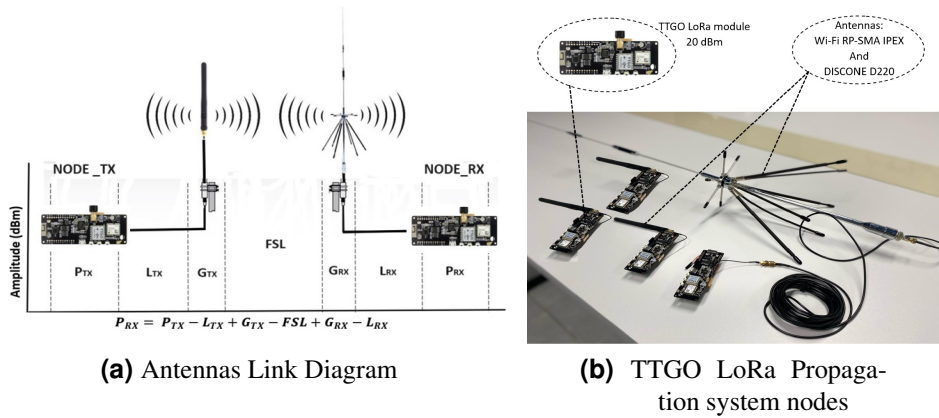 NODE_TX
NODE_RX
Amplitude (dBm)
FSL
PTX
LTX
GTX
GRX
LRX
PRX
PRX = PTX − LTX + GTX − FSL + GRX − LRX
(a) Antennas Link Diagram
TTGO LoRa module
20 dBm
Antennas:
Wi-Fi RP-SMA IPEX
And
DISCONE D220
(b) TTGO LoRa Propaga-
tion system nodes